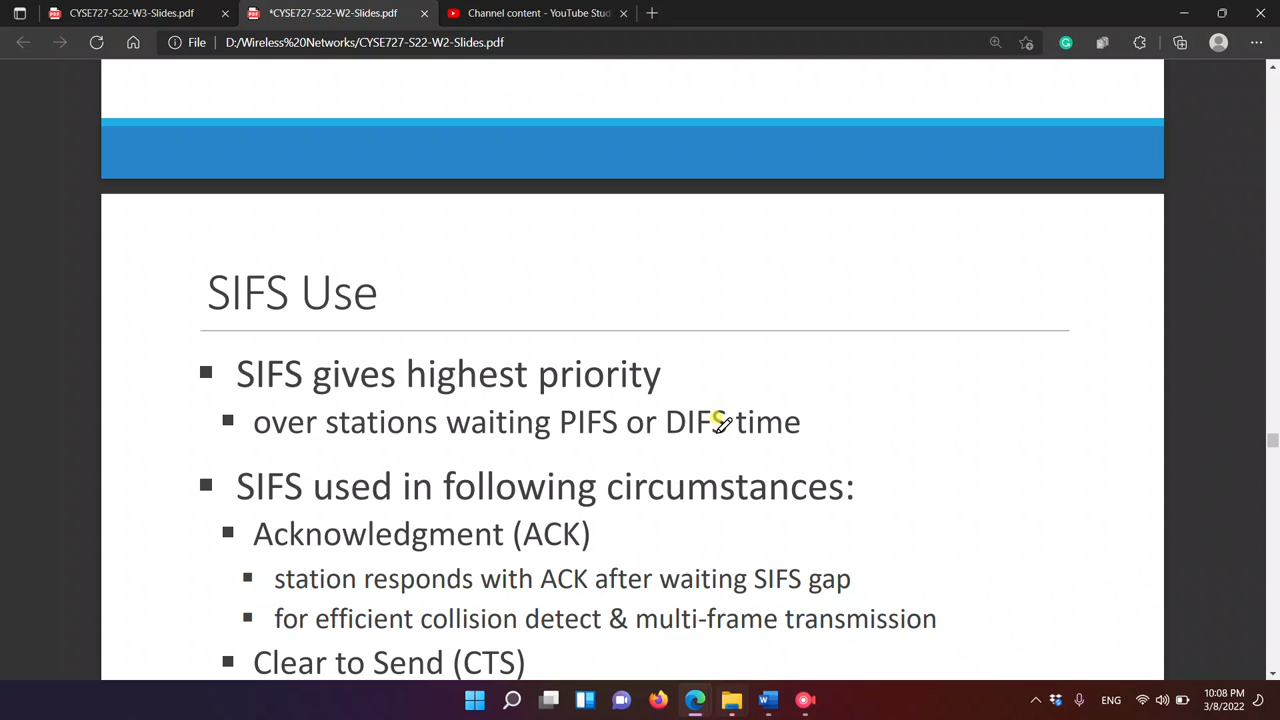 CYSE727-S22-W3-Slides.pdf
*CYSE727-S22-W2-Slides.pdf
Channel content - YouTube Stud
File
D:/Wireless%20Networks/CYSE727-S22-W2-Slides.pdf
SIFS Use
SIFS gives highest priority
over stations waiting PIFS or DIFS time
SIFS used in following circumstances:
Acknowledgment (ACK)
station responds with ACK after waiting SIFS gap
for efficient collision detect & multi-frame transmission
Clear to Send (CTS)
ENG
10:08 PM
3/8/2022